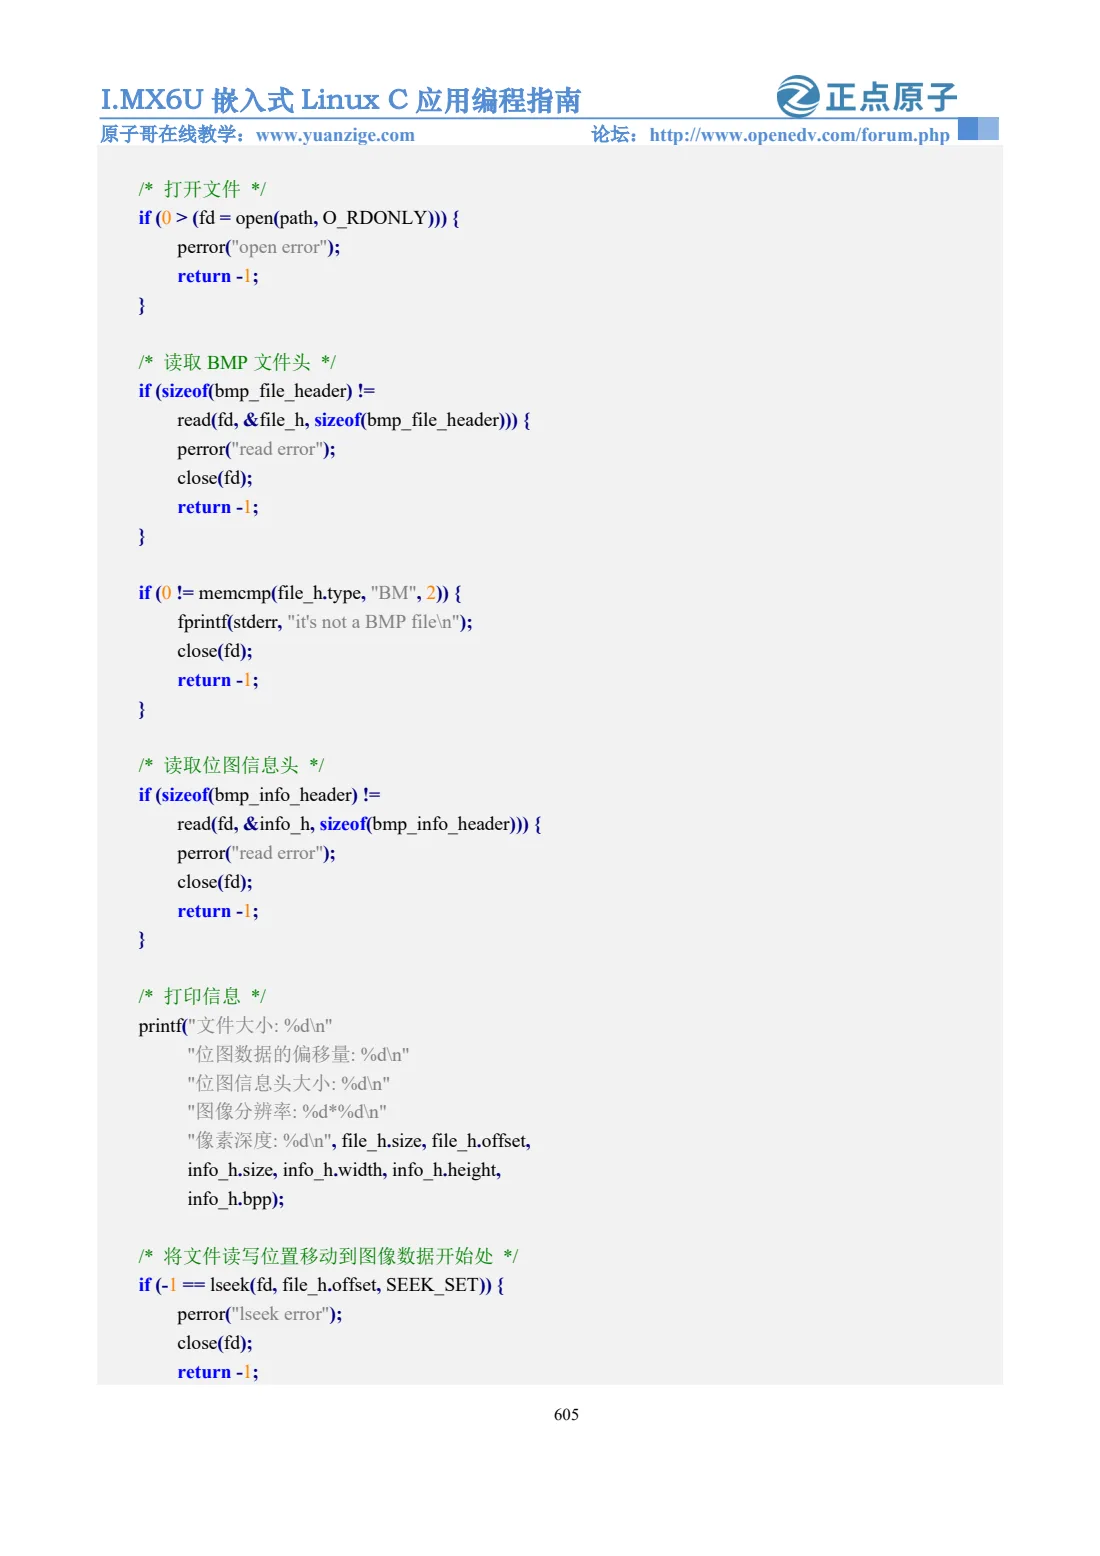 I.MX6U 嵌入式 Linux C 应用编程指南
正点原子
原子哥在线教学：www.yuanzige.com 论坛：http://www.openedv.com/forum.php
/* 打开文件 */
if (0 > (fd = open(path, O_RDONLY))) {
perror("open error");
return -1;
}
/* 读取 BMP 文件头 */
if (sizeof(bmp_file_header) !=
read(fd, &file_h, sizeof(bmp_file_header))) {
perror("read error");
close(fd);
return -1;
}
if (0 != memcmp(file_h.type, "BM", 2)) {
fprintf(stderr, "it's not a BMP file\n");
close(fd);
return -1;
}
/* 读取位图信息头 */
if (sizeof(bmp_info_header) !=
read(fd, &info_h, sizeof(bmp_info_header))) {
perror("read error");
close(fd);
return -1;
}
/* 打印信息 */
printf("文件大小: %d\n"
"位图数据的偏移量: %d\n"
"位图信息头大小: %d\n"
"图像分辨率: %d*%d\n"
"像素深度: %d\n", file_h.size, file_h.offset,
info_h.size, info_h.width, info_h.height,
info_h.bpp);
/* 将文件读写位置移动到图像数据开始处 */
if (-1 == lseek(fd, file_h.offset, SEEK_SET)) {
perror("lseek error");
close(fd);
return -1;
605